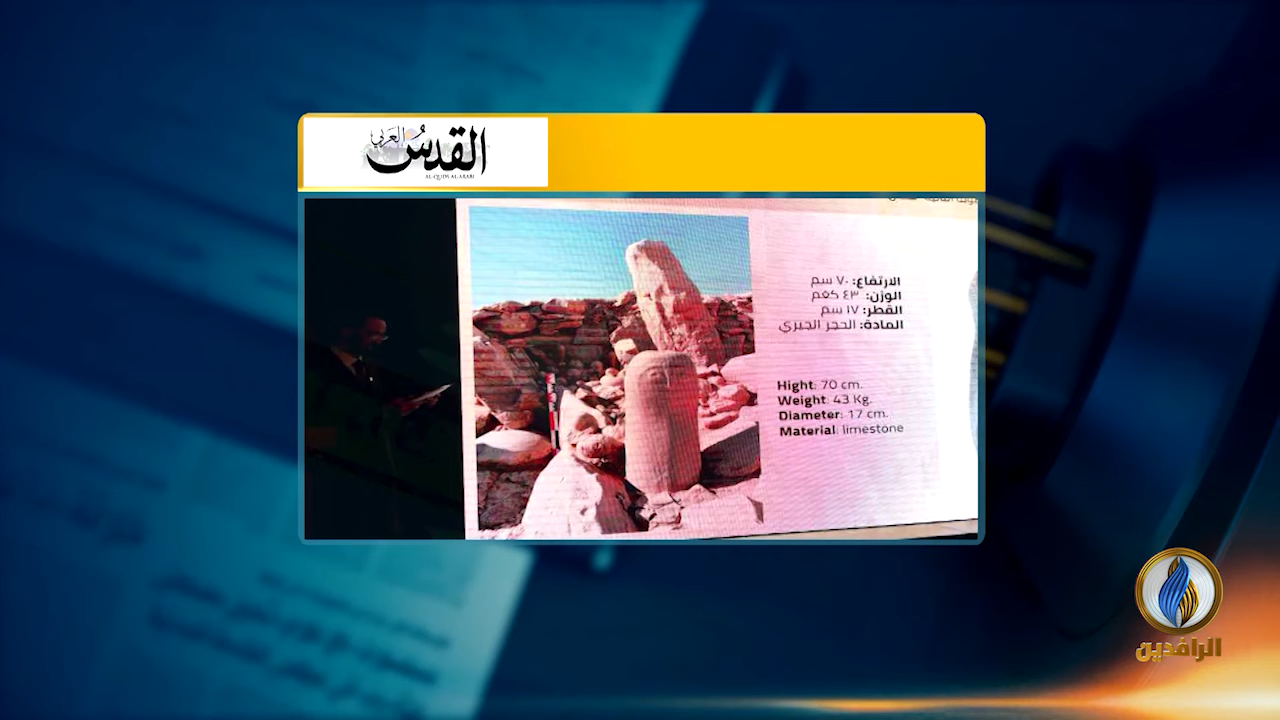 القدس العربي
AL-QUDS AL-ARABI
الارتفاع: ٧٠ سم
الوزن: ٤٣ كغم
القطر: ١٧ سم
المادة: الحجر الجيري
Hight: 70 cm.
Weight: 43 Kg.
Diameter: 17 cm.
Material: limestone
الرافدين